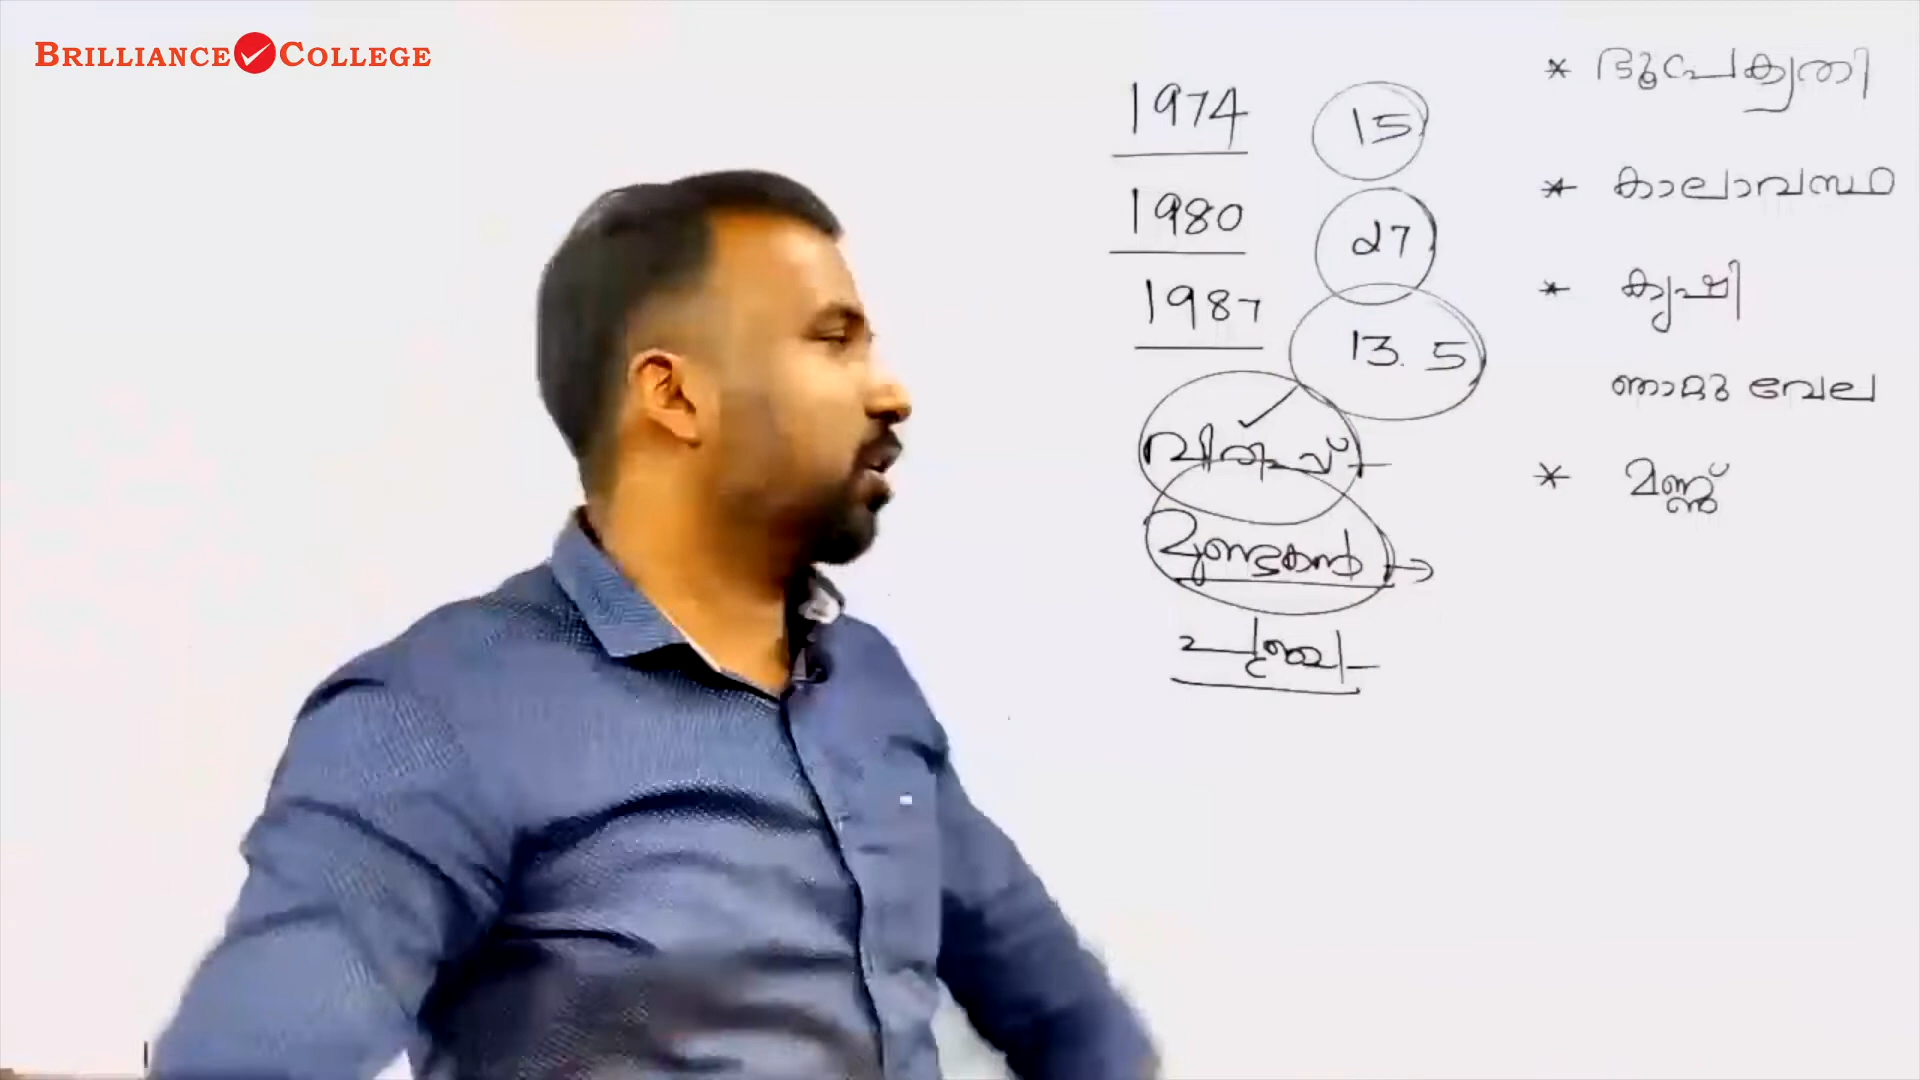 BRILLIANCE COLLEGE
1974 15
1980 27
1987 13.5
വിരിപ്പ് -
മുണ്ടകൻ →
പുഞ്ച -
* ഭൂപ്രകൃതി
* കാലാവസ്ഥ
* കൃഷി
ഞാറ്റു വേല
* മണ്ണ്